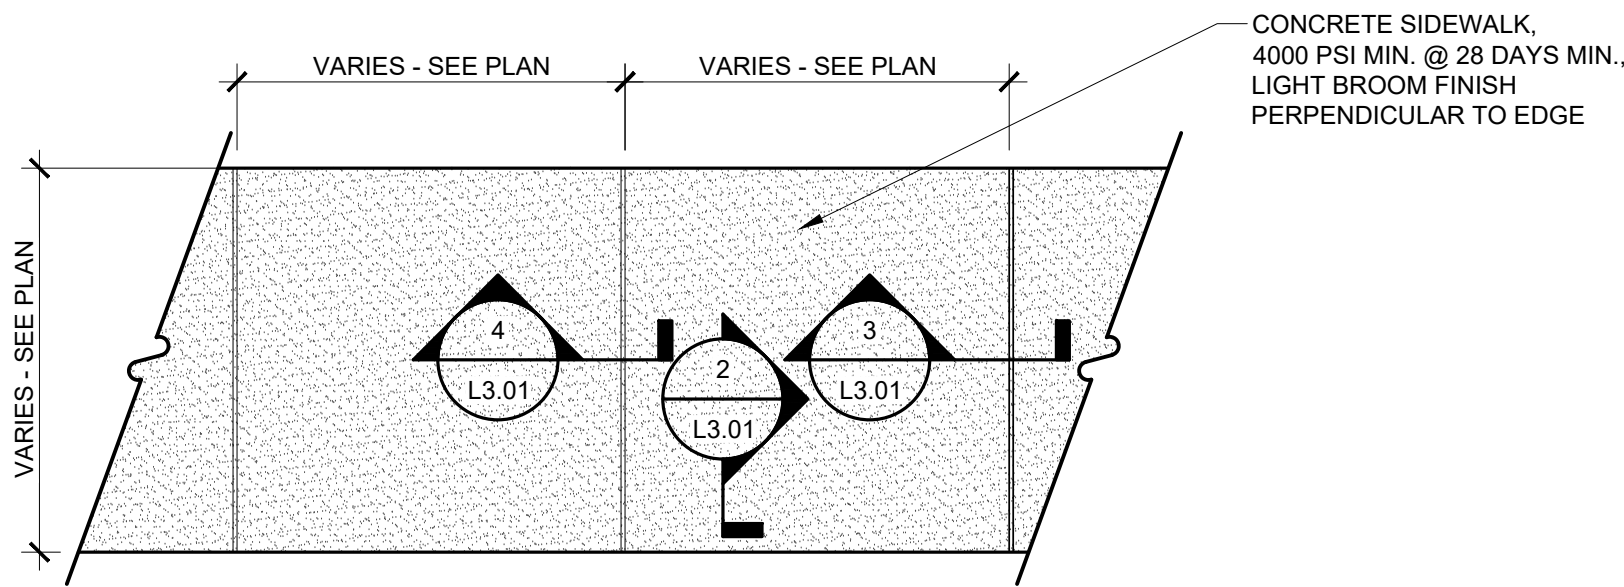 CONCRETE SIDEWALK,
4000 PSI MIN. @ 28 DAYS MIN.,
LIGHT BROOM FINISH
PERPENDICULAR TO EDGE
VARIES - SEE PLAN
VARIES - SEE PLAN
VARIES - SEE PLAN
4
L3.01
2
L3.01
3
L3.01